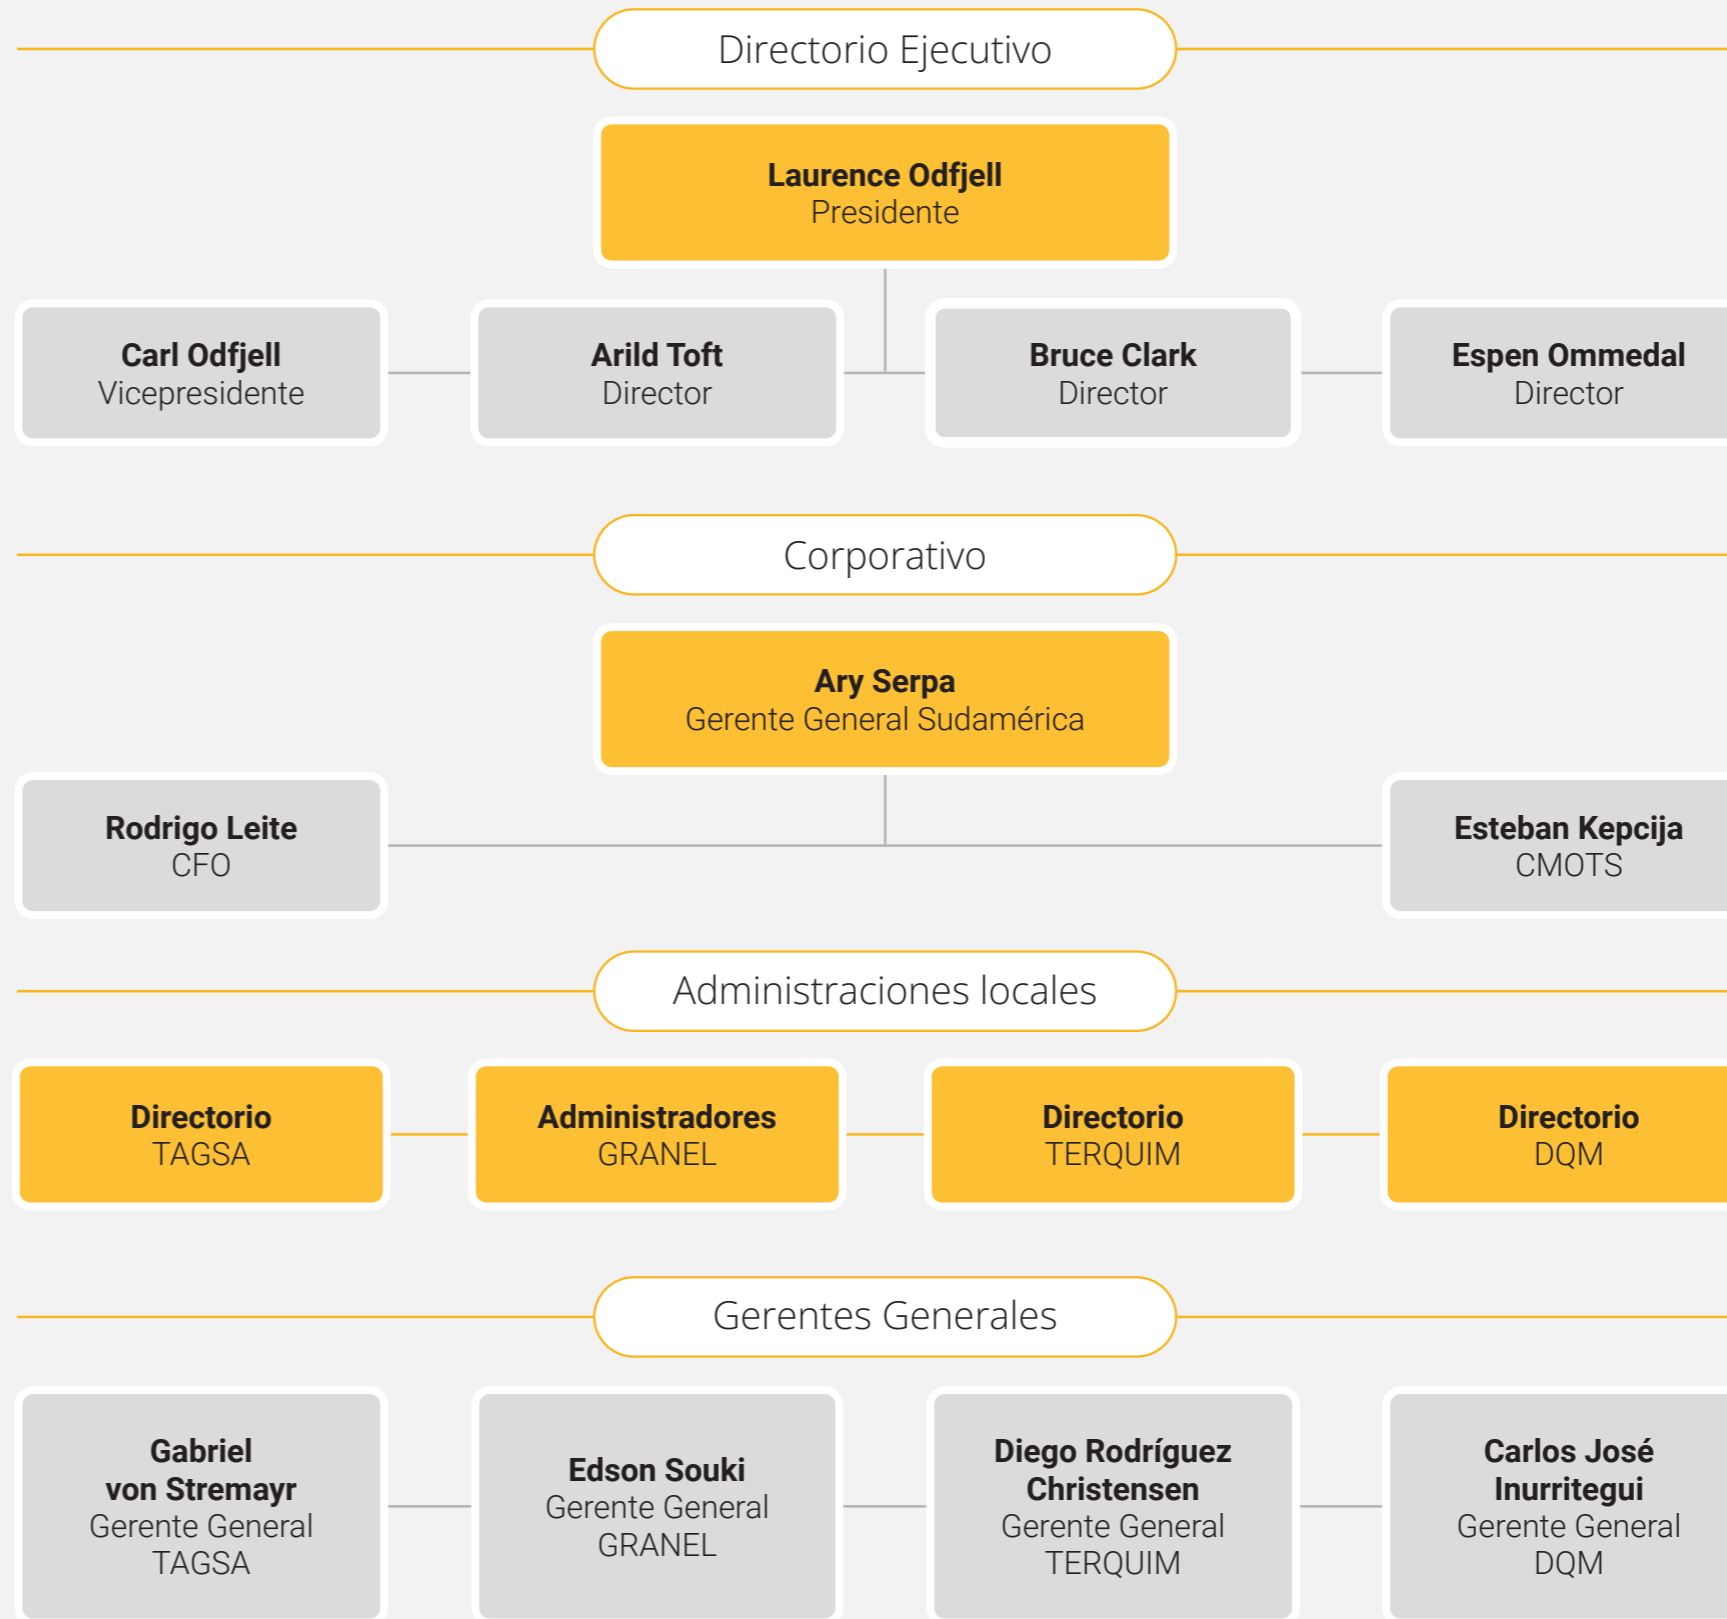 Directorio Ejecutivo
Laurence Odfjell
Presidente
Carl Odfjell
Vicepresidente
Arild Toft
Director
Bruce Clark
Director
Espen Ommedal
Director
Corporativo
Ary Serpa
Gerente General Sudamérica
Rodrigo Leite
CFO
Esteban Kepcija
CMOTS
Administraciones locales
Directorio
TAGSA
Administradores
GRANEL
Directorio
TERQUIM
Directorio
DQM
Gerentes Generales
Gabriel
von Stremayr
Gerente General
TAGSA
Edson Souki
Gerente General
GRANEL
Diego Rodríguez
Christensen
Gerente General
TERQUIM
Carlos José
Inurritegui
Gerente General
DQM